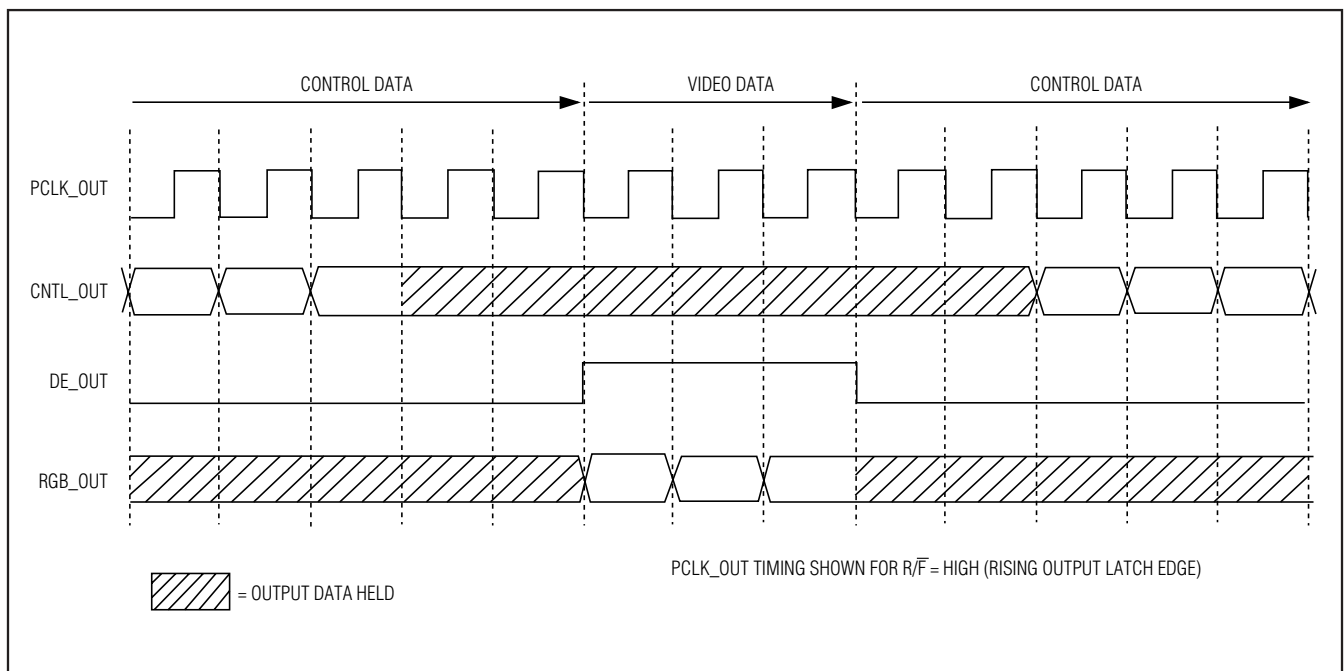 CONTROL DATA VIDEO DATA CONTROL DATA
PCLK_OUT
CNTL_OUT
DE_OUT
RGB_OUT
PCLK_OUT TIMING SHOWN FOR R/F̅ = HIGH (RISING OUTPUT LATCH EDGE)
= OUTPUT DATA HELD